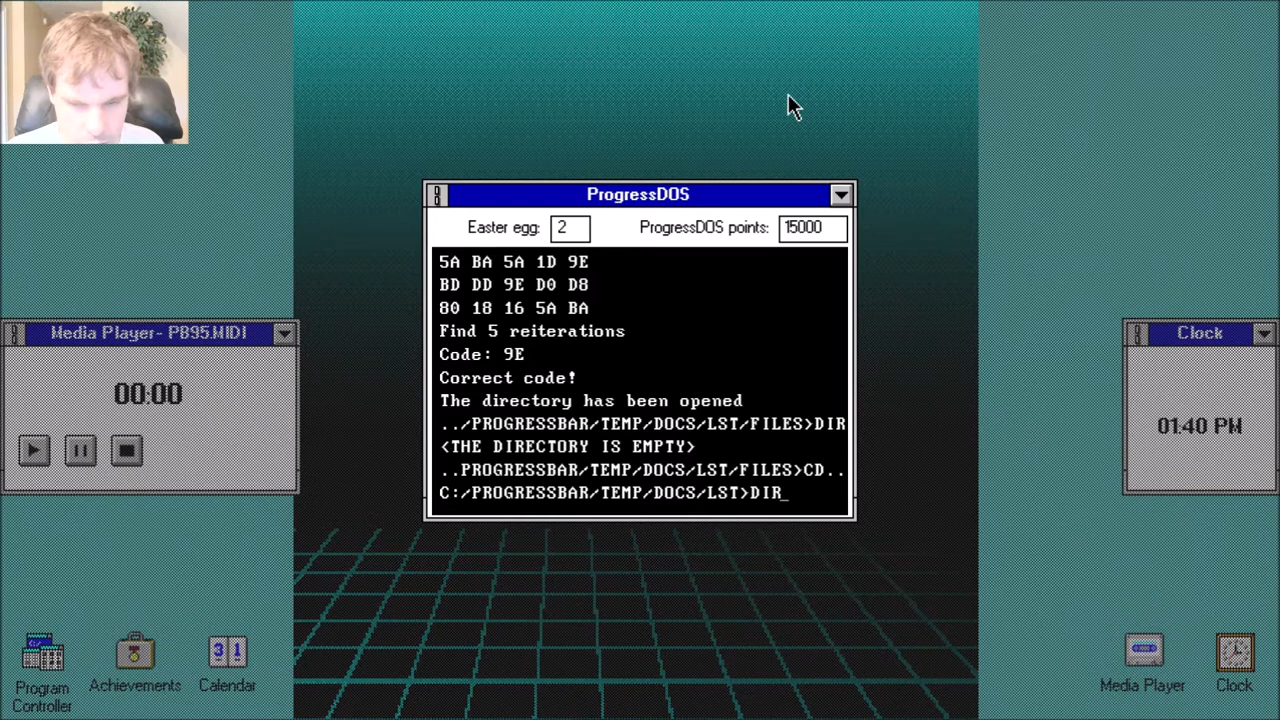 ProgressDOS
Easter egg: 2
ProgressDOS points: 15000
5A BA 5A 1D 9E
BD DD 9E D0 D8
80 18 16 5A BA
Find 5 reiterations
Code: 9E
Correct code!
The directory has been opened
../PROGRESSBAR/TEMP/DOCS/LST/FILES>DIR
<THE DIRECTORY IS EMPTY>
..PROGRESSBAR/TEMP/DOCS/LST/FILES>CD..
C:/PROGRESSBAR/TEMP/DOCS/LST>DIR_
Media Player- PB95.MIDI
00:00
Clock
01:40 PM
Program
Controller
Achievements
31
Calendar
Media Player
Clock